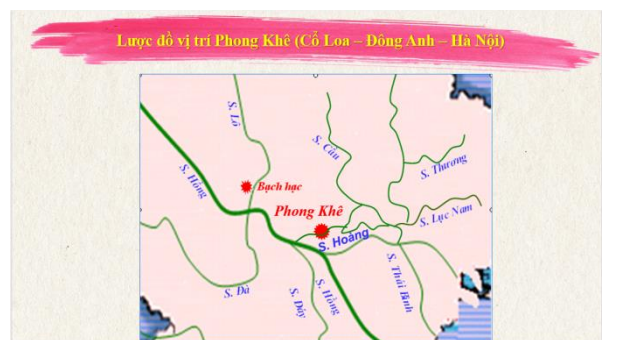 Lược đồ vị trí Phong Khê (Cổ Loa – Đông Anh – Hà Nội)
S. Lô
S. Cầu
S. Thương
S. Hồng
Bạch hạc
Phong Khê
S. Lục Nam
S. Hoàng
S. Đà
S. Đáy
S. Hồng
S. Thái Bình